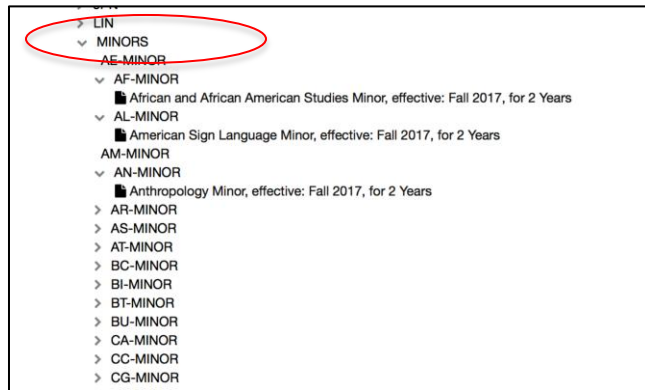 LIN
MINORS
AE-MINOR
AF-MINOR
African and African American Studies Minor, effective: Fall 2017, for 2 Years
AL-MINOR
American Sign Language Minor, effective: Fall 2017, for 2 Years
AM-MINOR
AN-MINOR
Anthropology Minor, effective: Fall 2017, for 2 Years
AR-MINOR
AS-MINOR
AT-MINOR
BC-MINOR
BI-MINOR
BT-MINOR
BU-MINOR
CA-MINOR
CC-MINOR
CG-MINOR